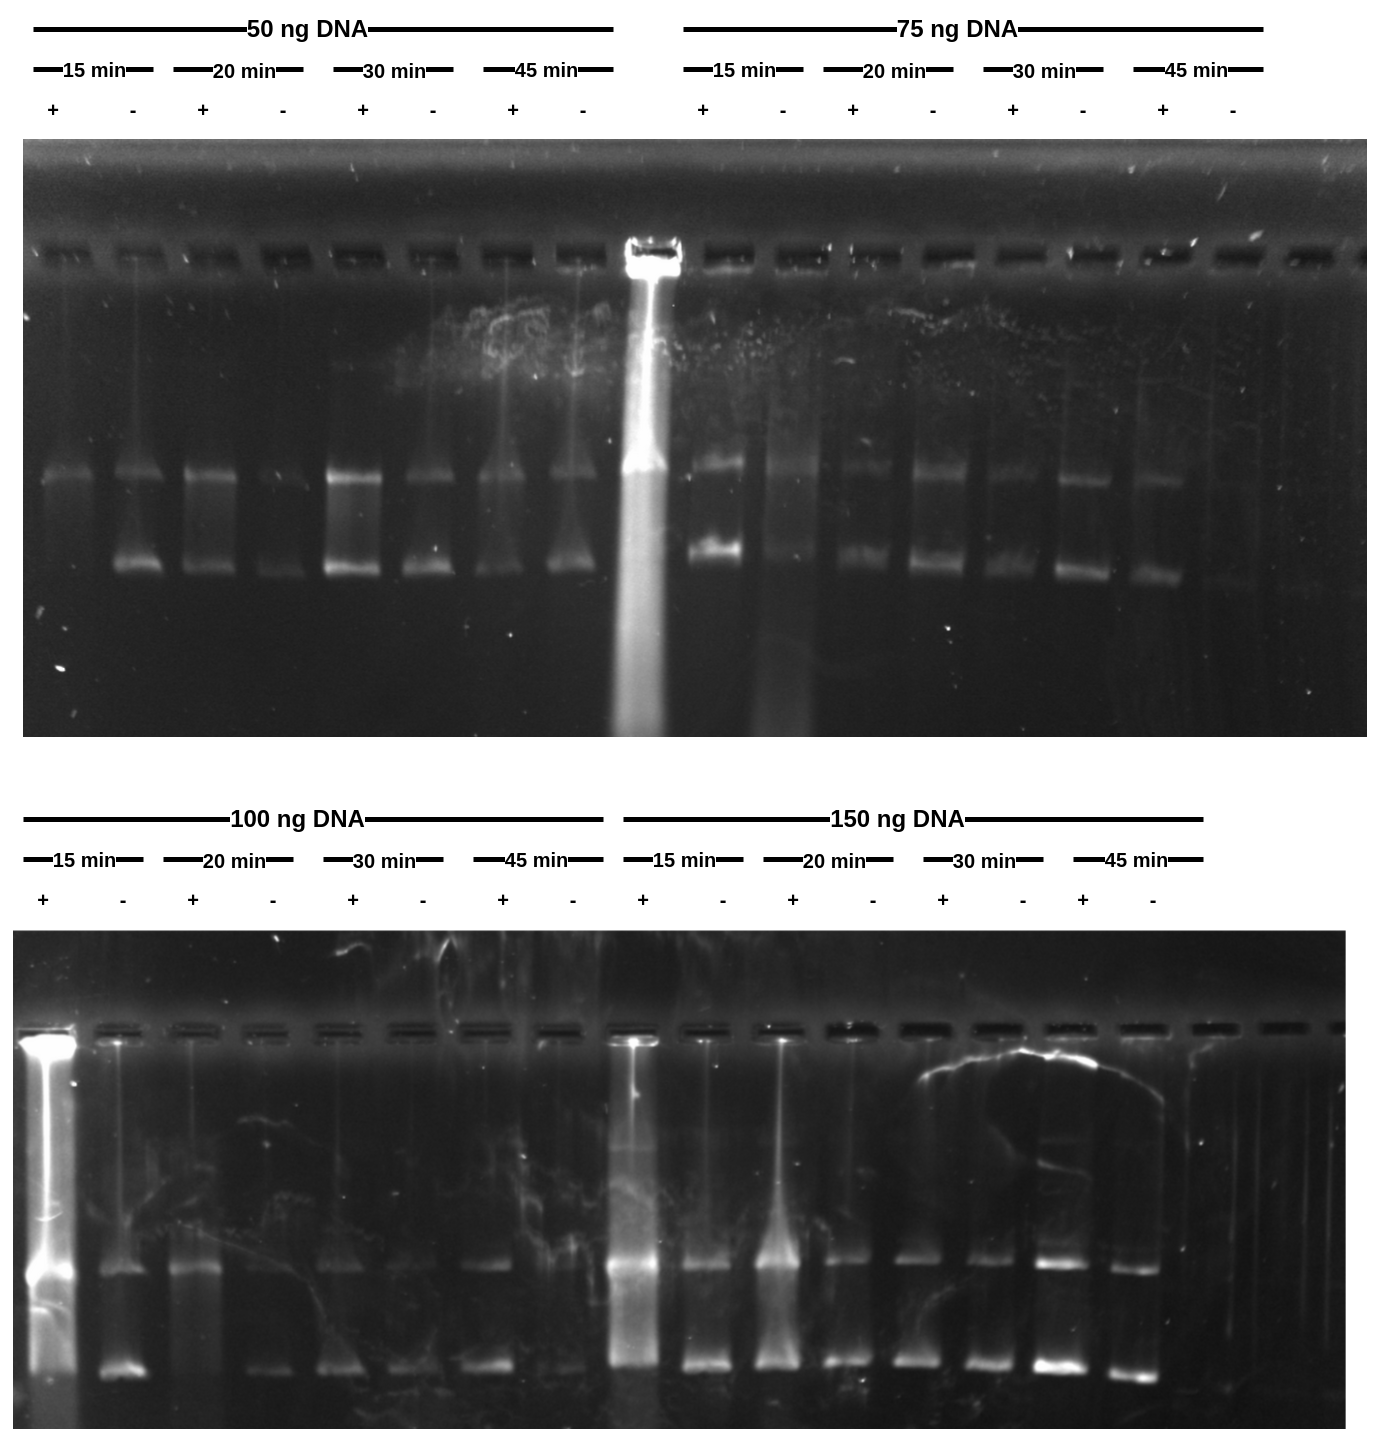 50 ng DNA 75 ng DNA
15 min 20 min 30 min 45 min 15 min 20 min 30 min 45 min
+ - + - + - + - + - + - + - + -
100 ng DNA 150 ng DNA
15 min 20 min 30 min 45 min 15 min 20 min 30 min 45 min
+ - + - + - + - + - + - + - + -